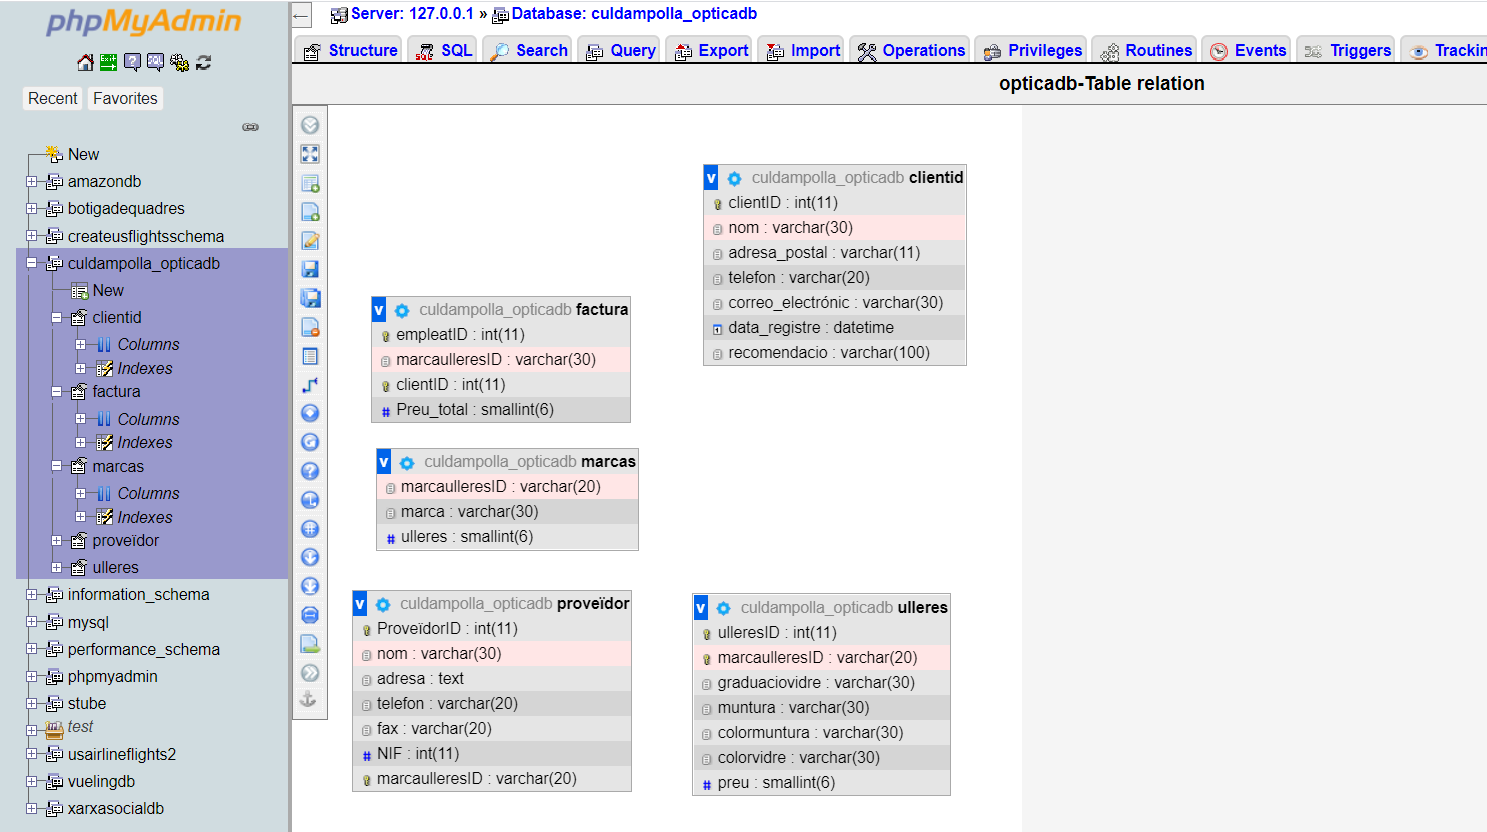 phpMyAdmin
Recent Favorites
New
amazondb
botigadequadres
createusflightsschema
culdampolla_opticadb
New
clientid
Columns
Indexes
factura
Columns
Indexes
marcas
Columns
Indexes
proveïdor
ulleres
information_schema
mysql
performance_schema
phpmyadmin
stube
test
usairlineflights2
vuelingdb
xarxasocialdb
Server: 127.0.0.1 » Database: culdampolla_opticadb
Structure SQL Search Query Export Import Operations Privileges Routines Events Triggers Trackin
opticadb-Table relation
v culdampolla_opticadb clientid
clientID : int(11)
nom : varchar(30)
adresa_postal : varchar(11)
telefon : varchar(20)
correo_electrónic : varchar(30)
data_registre : datetime
recomendacio : varchar(100)
v culdampolla_opticadb factura
empleatID : int(11)
marcaulleresID : varchar(30)
clientID : int(11)
# Preu_total : smallint(6)
v culdampolla_opticadb marcas
marcaulleresID : varchar(20)
marca : varchar(30)
# ulleres : smallint(6)
v culdampolla_opticadb proveïdor
ProveïdorID : int(11)
nom : varchar(30)
adresa : text
telefon : varchar(20)
fax : varchar(20)
# NIF : int(11)
marcaulleresID : varchar(20)
v culdampolla_opticadb ulleres
ulleresID : int(11)
marcaulleresID : varchar(20)
graduaciovidre : varchar(30)
muntura : varchar(30)
colormuntura : varchar(30)
colorvidre : varchar(30)
# preu : smallint(6)